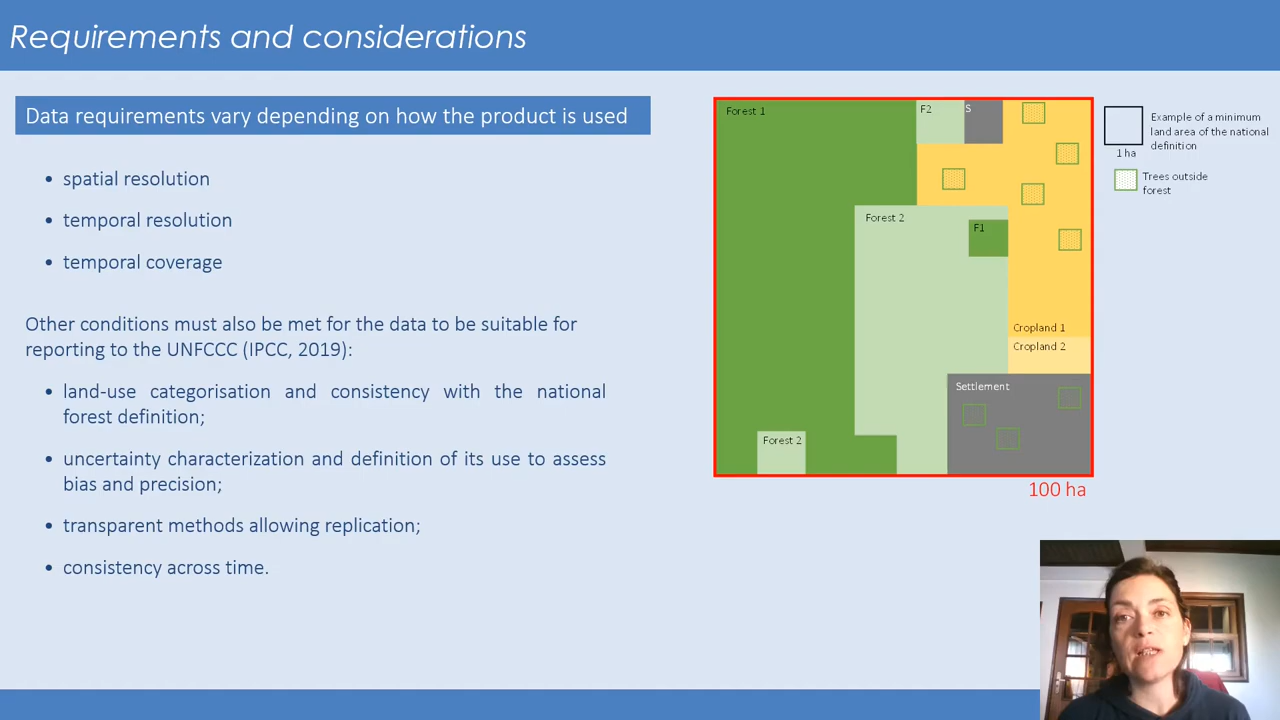 Requirements and considerations
Data requirements vary depending on how the product is used
• spatial resolution
• temporal resolution
• temporal coverage
Other conditions must also be met for the data to be suitable for
reporting to the UNFCCC (IPCC, 2019):
• land-use categorisation and consistency with the national
forest definition;
• uncertainty characterization and definition of its use to assess
bias and precision;
• transparent methods allowing replication;
• consistency across time.
Forest 1
F2
S
Forest 2
F1
Cropland 1
Cropland 2
Settlement
Forest 2
100 ha
Example of a minimum
land area of the national
definition
1 ha
Trees outside
forest